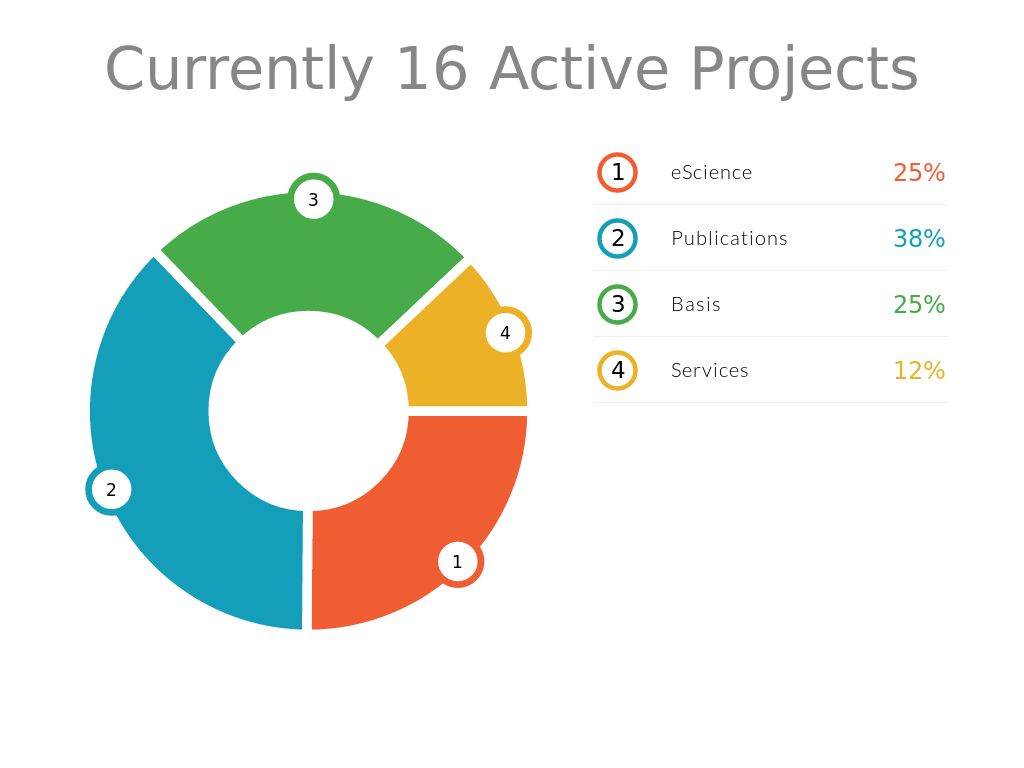 Currently 16 Active Projects
1 eScience 25%
2 Publications 38%
3 Basis 25%
4 Services 12%
3
4
2
1